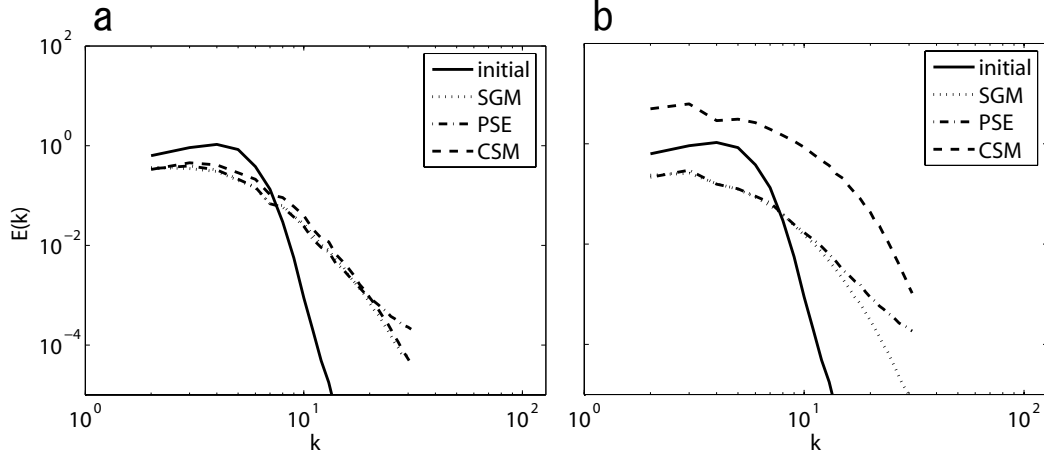 a
10^2
10^0
10^-2
10^-4
E(k)
initial
SGM
PSE
CSM
10^0
10^1
10^2
k
b
initial
SGM
PSE
CSM
10^0
10^1
10^2
k